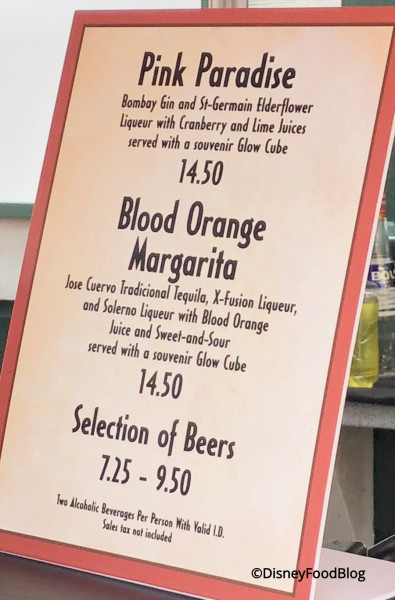 Pink Paradise
Bombay Gin and St-Germain Elderflower
Liqueur with Cranberry and Lime Juices
served with a souvenir Glow Cube
14.50
Blood Orange
Margarita
Jose Cuervo Tradicional Tequila, X-Fusion Liqueur,
and Solerno Liqueur with Blood Orange
Juice and Sweet-and-Sour
served with a souvenir Glow Cube
14.50
Selection of Beers
7.25 - 9.50
Two Alcoholic Beverages Per Person With Valid I.D.
Sales tax not included
©DisneyFoodBlog